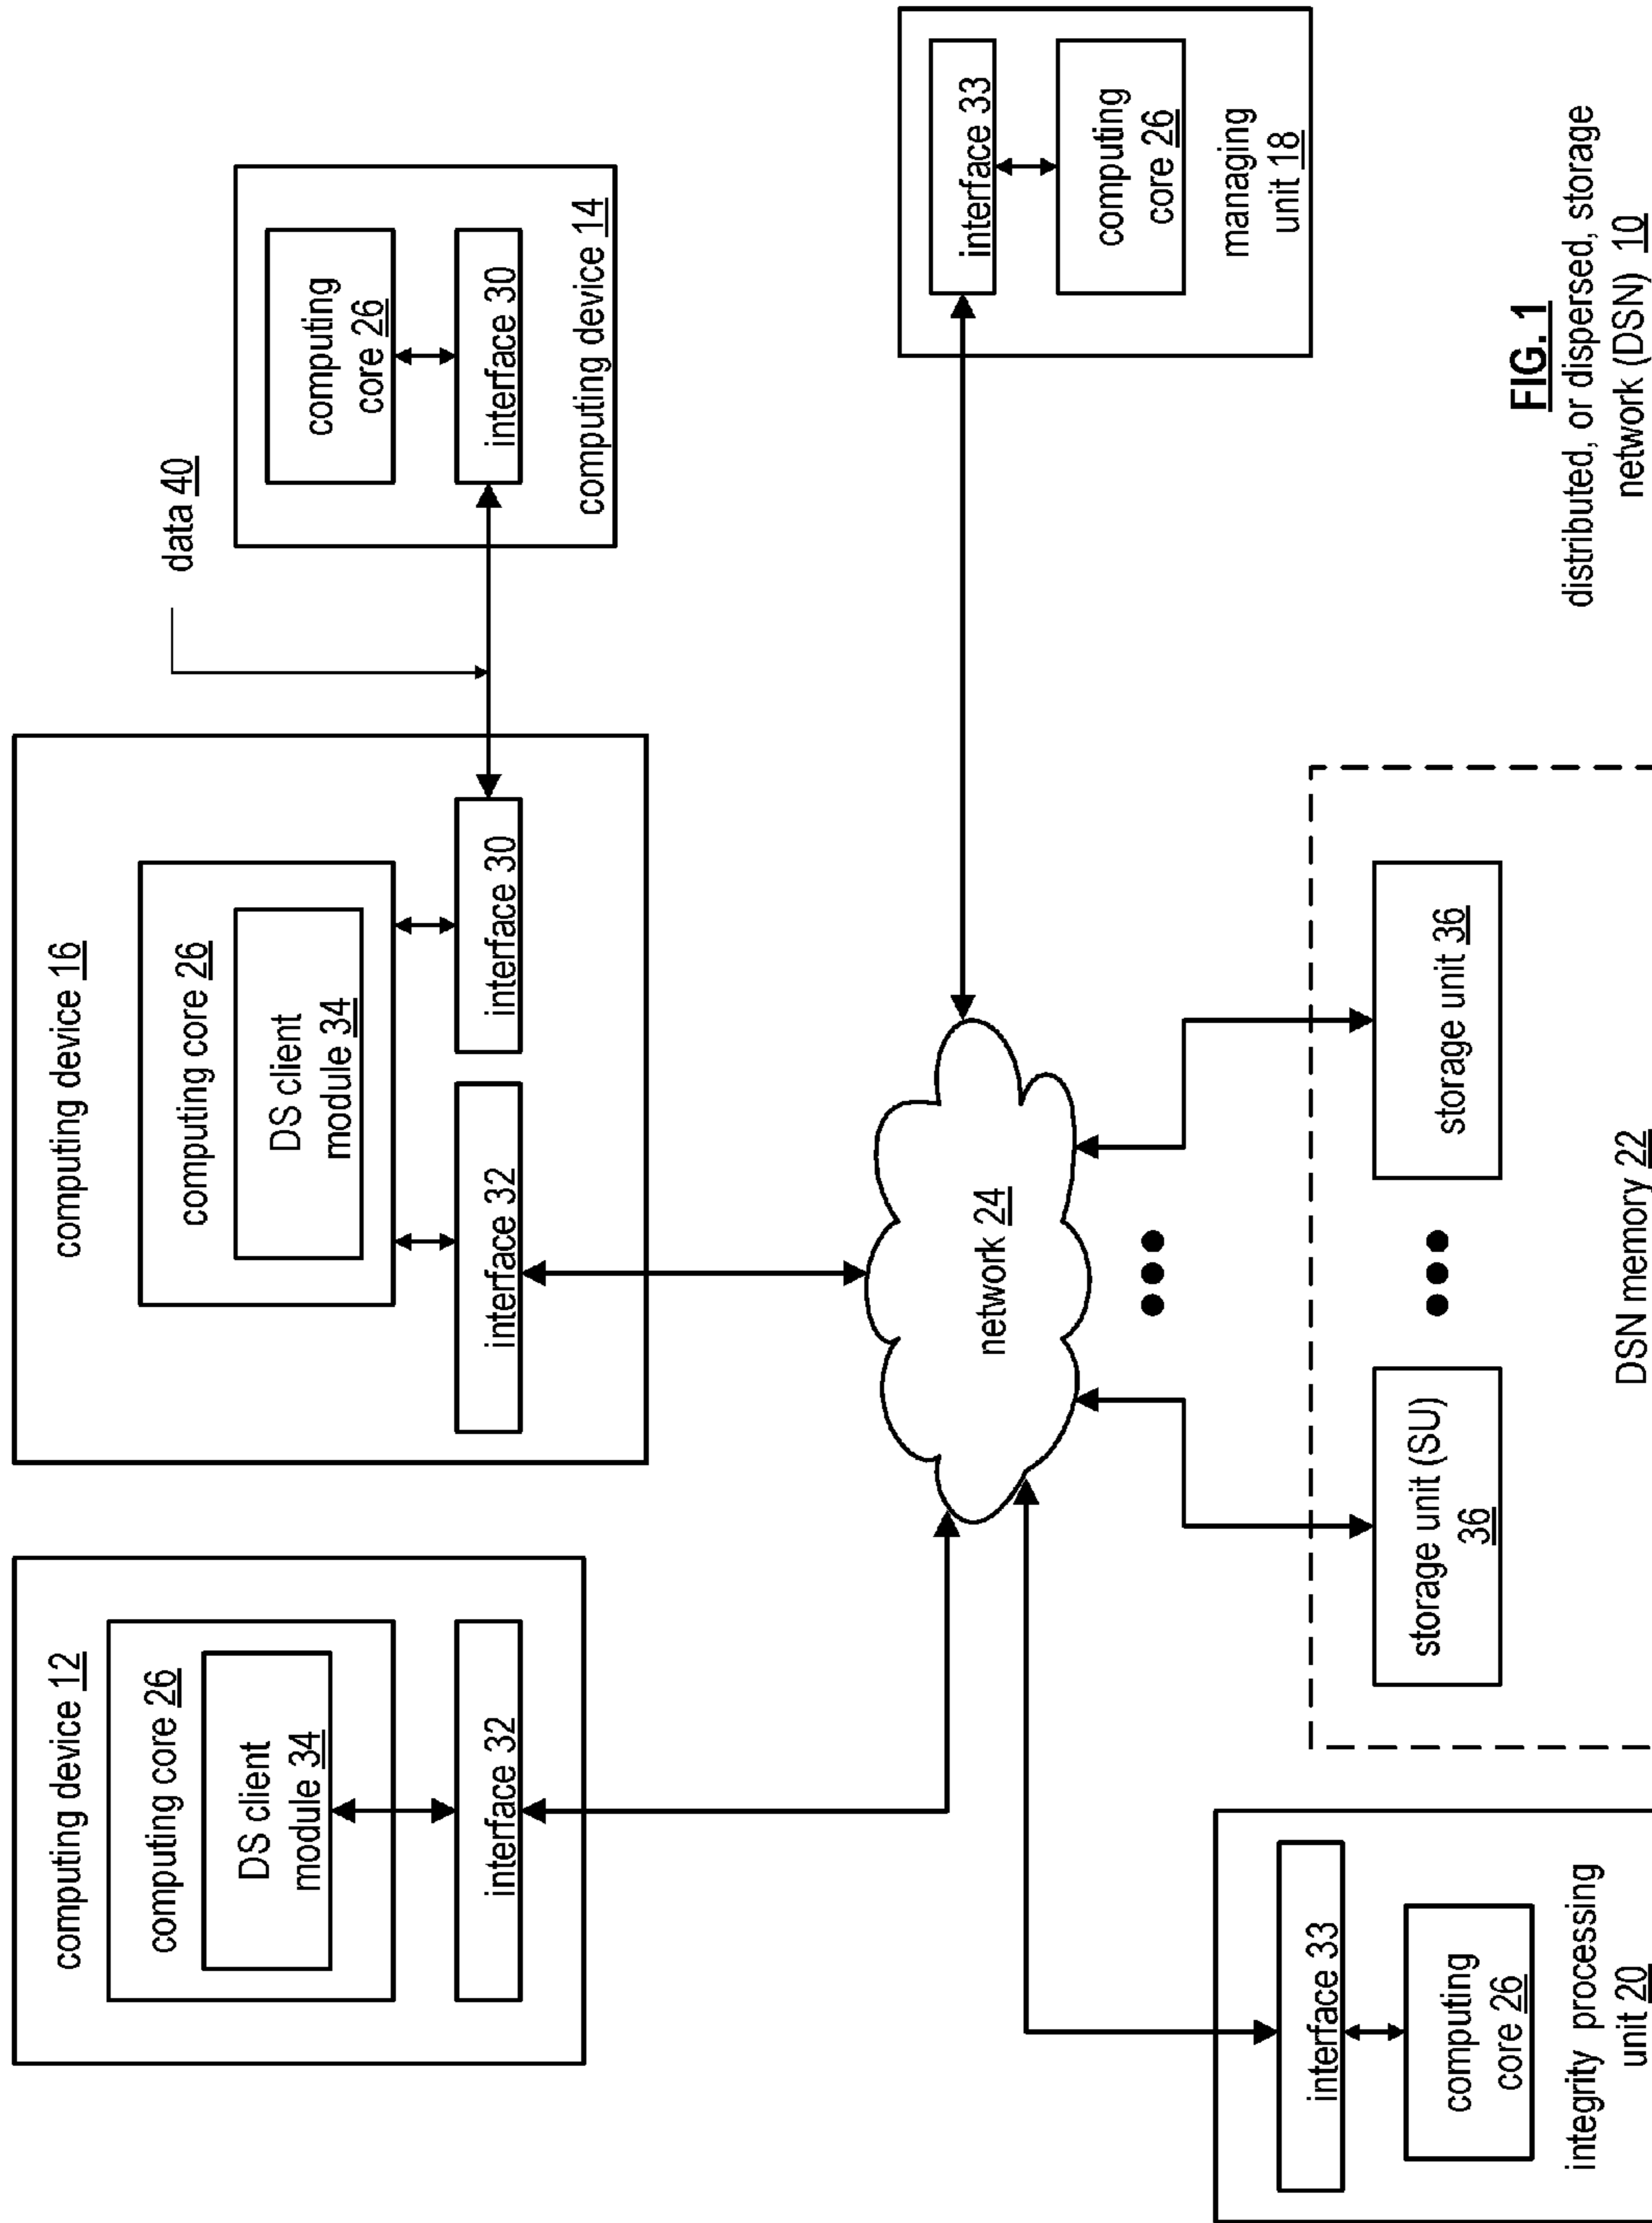 computing device 12
computing core 26
DS client
module 34
interface 32
computing device 16
computing core 26
DS client
module 34
interface 32
interface 30
data 40
computing
core 26
interface 30
computing device 14
network 24
interface 33
computing
core 26
managing
unit 18
interface 33
computing
core 26
integrity processing
unit 20
storage unit (SU)
36
storage unit 36
DSN memory 22
FIG. 1
distributed, or dispersed, storage
network (DSN) 10